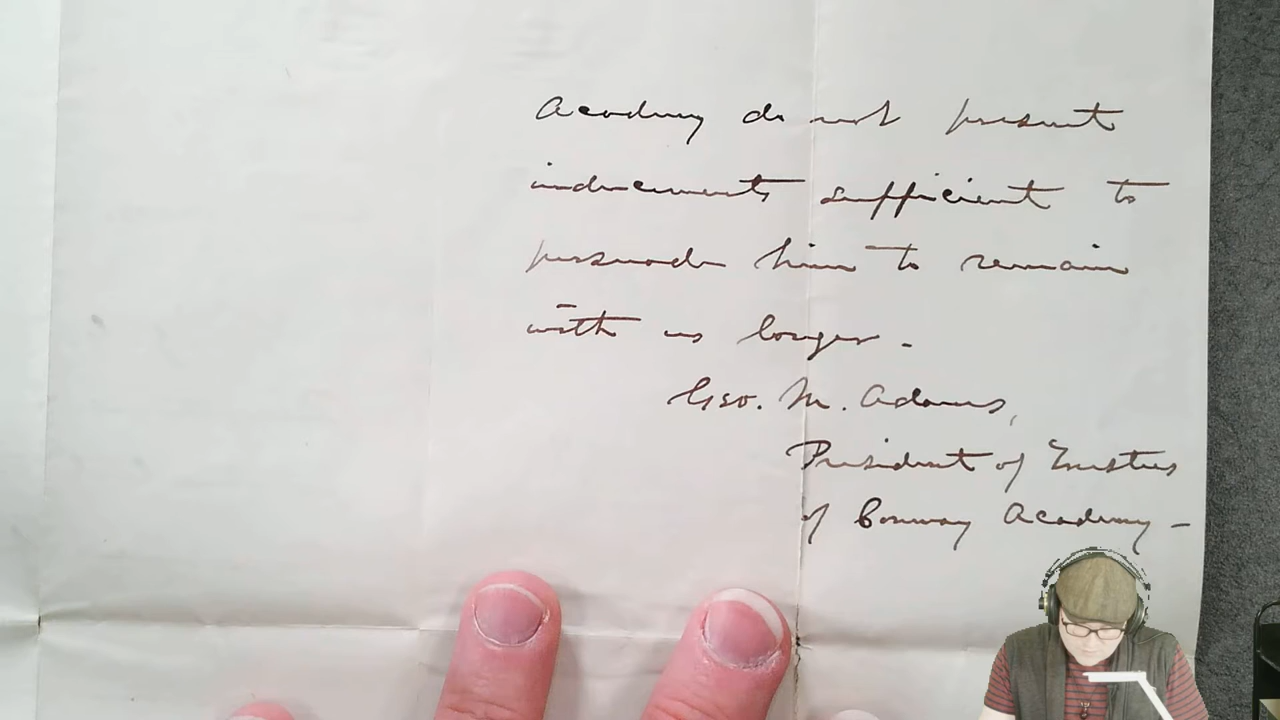 Academy do not present
inducements sufficient to
persuade him to remain
with us longer.
Geo. M. Adams,
President of Trustees
of Conway Academy -